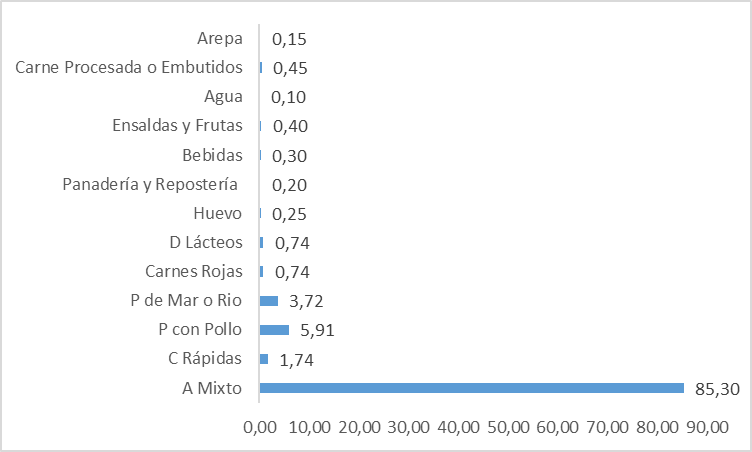 Arepa 0,15
Carne Procesada o Embutidos 0,45
Agua 0,10
Ensaldas y Frutas 0,40
Bebidas 0,30
Panadería y Repostería 0,20
Huevo 0,25
D Lácteos 0,74
Carnes Rojas 0,74
P de Mar o Rio 3,72
P con Pollo 5,91
C Rápidas 1,74
A Mixto 85,30
0,00 10,00 20,00 30,00 40,00 50,00 60,00 70,00 80,00 90,00